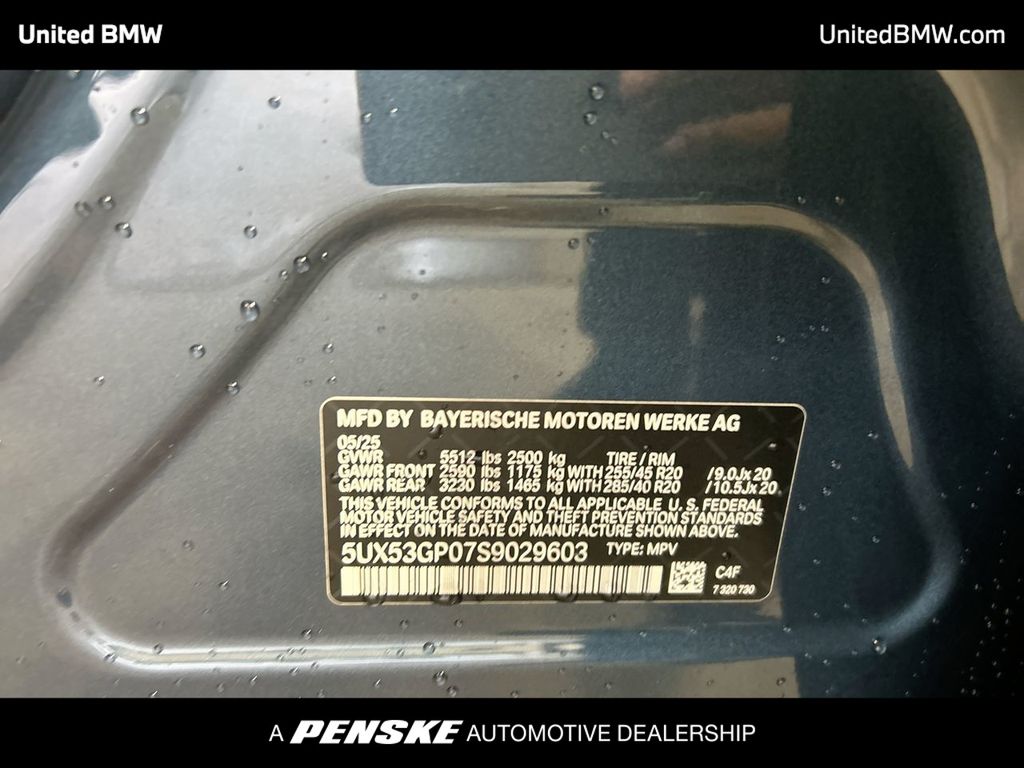 United BMW
UnitedBMW.com
MFD BY BAYERISCHE MOTOREN WERKE AG
05/25
GVWR 5512 lbs 2500 kg TIRE / RIM
GAWR FRONT 2590 lbs 1175 kg WITH 255/45 R20 /9.0Jx20
GAWR REAR 3230 lbs 1465 kg WITH 285/40 R20 /10.5Jx20
THIS VEHICLE CONFORMS TO ALL APPLICABLE U. S. FEDERAL
MOTOR VEHICLE SAFETY AND THEFT PREVENTION STANDARDS
IN EFFECT ON THE DATE OF MANUFACTURE SHOWN ABOVE.
5UX53GP07S9029603 TYPE: MPV
C4F
7 320 730
A PENSKE AUTOMOTIVE DEALERSHIP